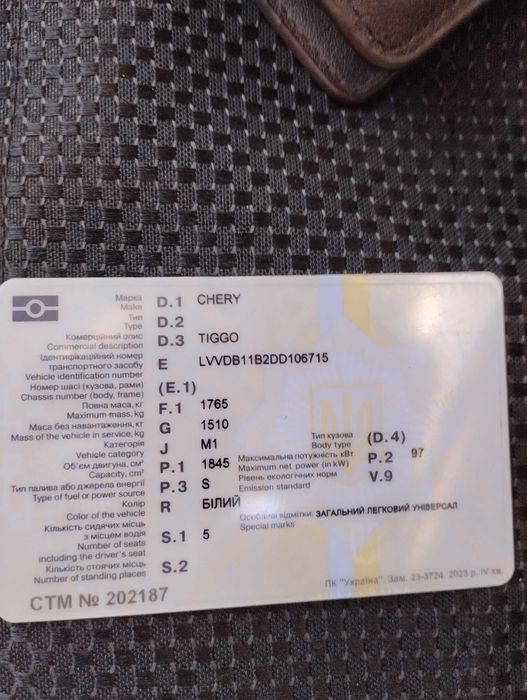 Марка
Make D.1 CHERY
Тип
Type D.2
Комерційний опис
Commercial description D.3 TIGGO
Ідентифікаційний номер
транспортного засобу
Vehicle identification number E LVVDB11B2DD106715
Номер шасі (кузова, рами)
Chassis number (body, frame) (E.1)
Повна маса, кг
Maximum mass, kg F.1 1765
Маса без навантаження, кг
Mass of the vehicle in service, kg G 1510
Категорія
Vehicle category J M1
Тип кузова
Body type (D.4)
Об'єм двигуна, см³
Capacity, cm³ P.1 1845
Максимальна потужність кВт
Maximum net power (in kW) P.2 97
Тип палива або джерела енергії
Type of fuel or power source P.3 S
Рівень екологічних норм
Emission standard V.9
Колір
Color of the vehicle R БІЛИЙ
Особливі відмітки: ЗАГАЛЬНИЙ ЛЕГКОВИЙ УНІВЕРСАЛ
Special marks
Кількість сидячих місць
з місцем водія
Number of seats
including the driver's seat S.1 5
Кількість стоячих місць
Number of standing places S.2
СТМ № 202187
ПК "Україна". Зам. 23-3724. 2023 р. IV кв.